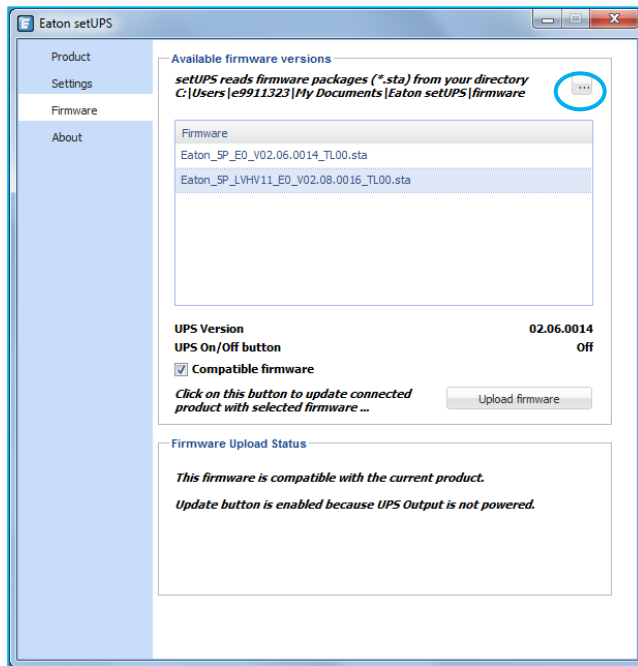 Eaton setUPS
Product
Settings
Firmware
About
Available firmware versions
setUPS reads firmware packages (*.sta) from your directory
C:|Users|e9911323|My Documents|Eaton setUPS|firmware
...
Firmware
Eaton_5P_E0_V02.06.0014_TL00.sta
Eaton_5P_LVHV11_E0_V02.08.0016_TL00.sta
UPS Version 02.06.0014
UPS On/Off button Off
Compatible firmware
Click on this button to update connected
product with selected firmware ...
Upload firmware
Firmware Upload Status
This firmware is compatible with the current product.
Update button is enabled because UPS Output is not powered.